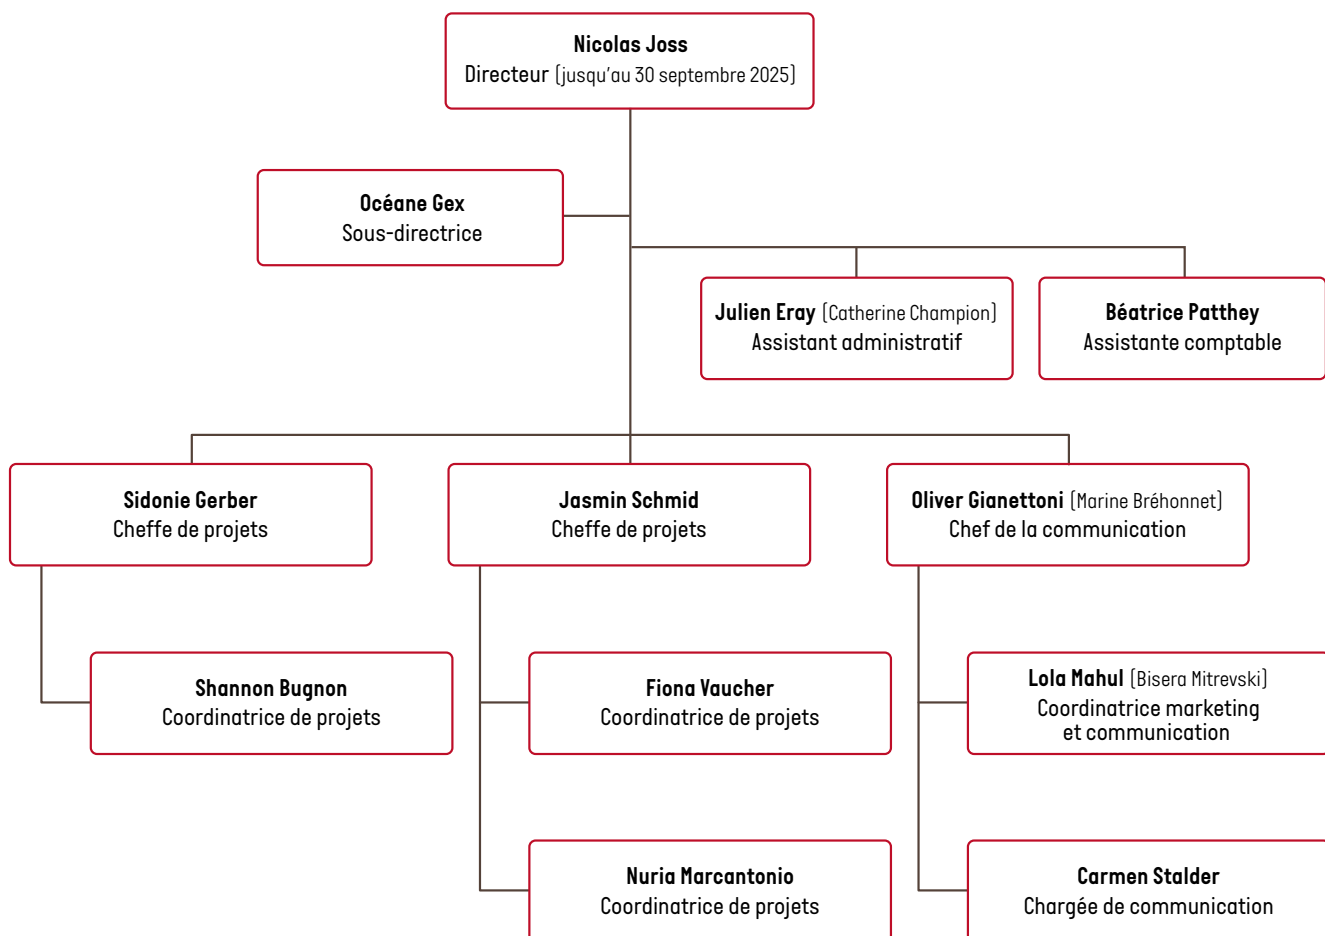 Nicolas Joss
Directeur (jusqu'au 30 septembre 2025)
Océane Gex
Sous-directrice
Julien Eray (Catherine Champion)
Assistant administratif
Béatrice Patthey
Assistante comptable
Sidonie Gerber
Cheffe de projets
Jasmin Schmid
Cheffe de projets
Oliver Gianettoni (Marine Bréhonnet)
Chef de la communication
Shannon Bugnon
Coordinatrice de projets
Fiona Vaucher
Coordinatrice de projets
Lola Mahul (Bisera Mitrevski)
Coordinatrice marketing
et communication
Nuria Marcantonio
Coordinatrice de projets
Carmen Stalder
Chargée de communication